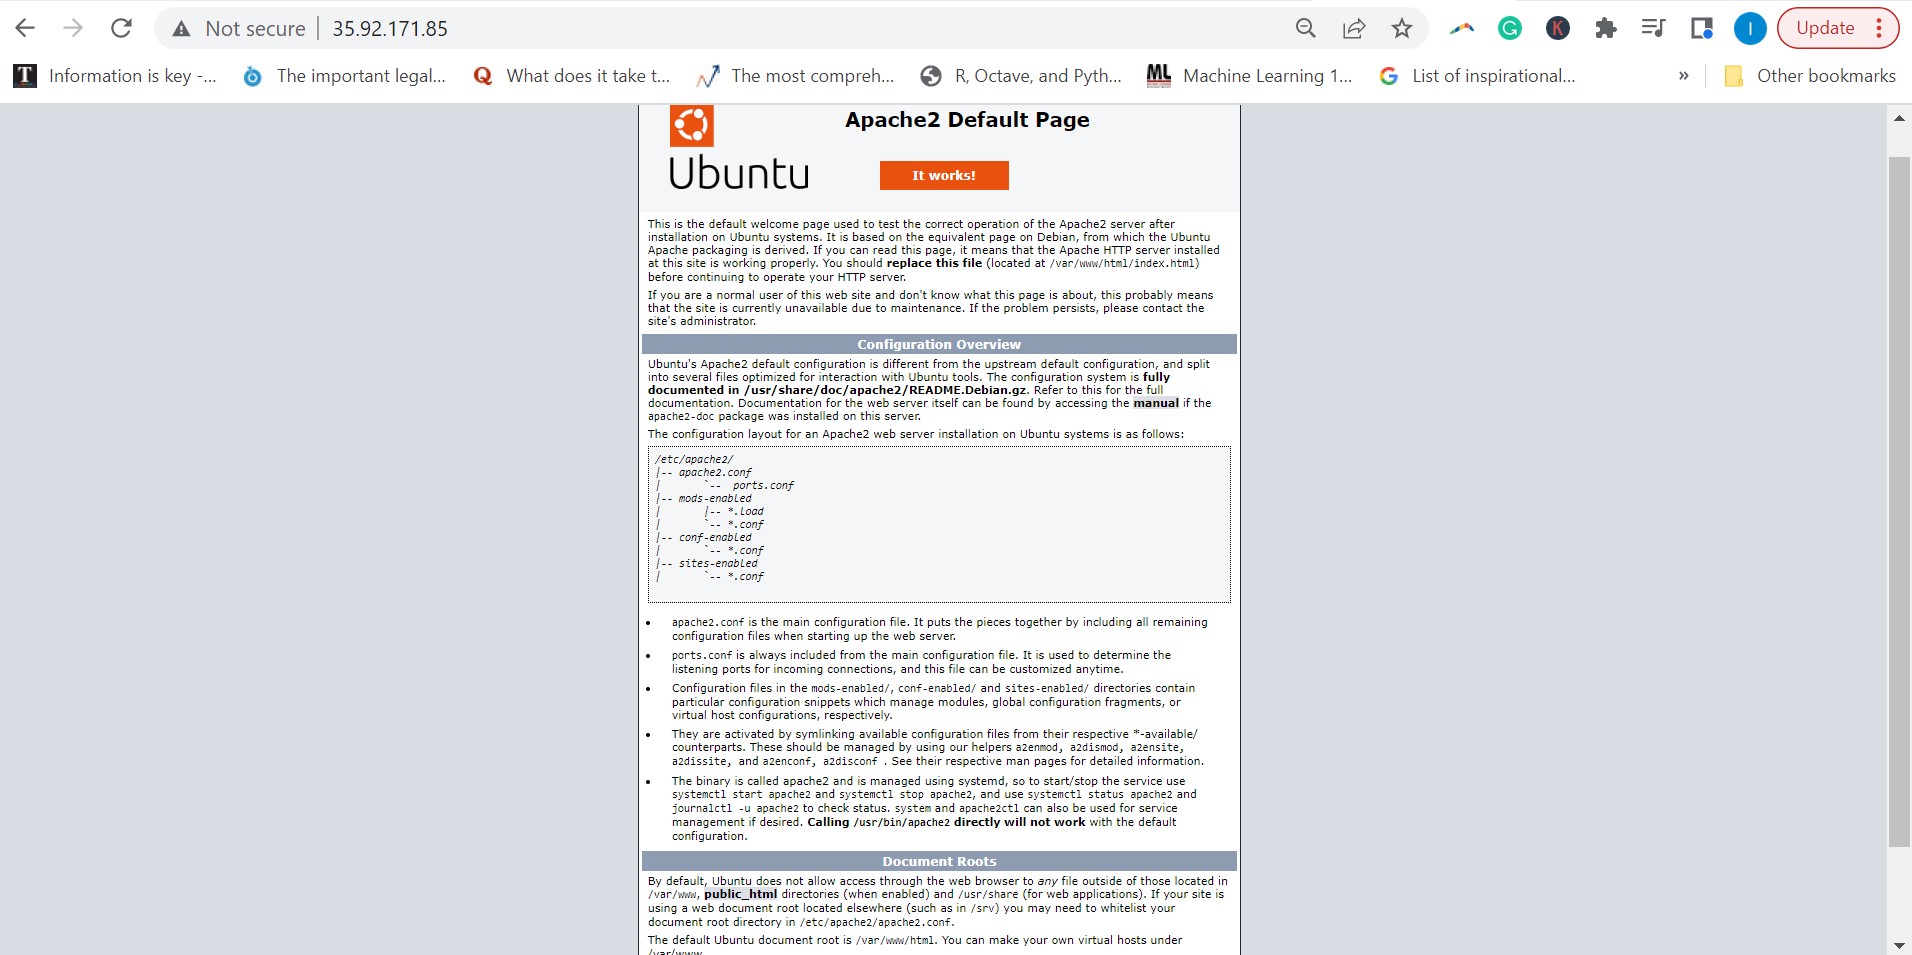 Not secure | 35.92.171.85
K
I
Update
T Information is key -...
The important legal...
Q What does it take t...
The most compreh...
R, Octave, and Pyth...
ML Machine Learning 1...
G List of inspirational...
»
Other bookmarks
Ubuntu
Apache2 Default Page
It works!
This is the default welcome page used to test the correct operation of the Apache2 server after
installation on Ubuntu systems. It is based on the equivalent page on Debian, from which the Ubuntu
Apache packaging is derived. If you can read this page, it means that the Apache HTTP server installed
at this site is working properly. You should replace this file (located at /var/www/html/index.html)
before continuing to operate your HTTP server.
If you are a normal user of this web site and don't know what this page is about, this probably means
that the site is currently unavailable due to maintenance. If the problem persists, please contact the
site's administrator.
Configuration Overview
Ubuntu's Apache2 default configuration is different from the upstream default configuration, and split
into several files optimized for interaction with Ubuntu tools. The configuration system is fully
documented in /usr/share/doc/apache2/README.Debian.gz. Refer to this for the full
documentation. Documentation for the web server itself can be found by accessing the manual if the
apache2-doc package was installed on this server.
The configuration layout for an Apache2 web server installation on Ubuntu systems is as follows:
/etc/apache2/
|-- apache2.conf
|       `--  ports.conf
|-- mods-enabled
|       |-- *.load
|       `-- *.conf
|-- conf-enabled
|       `-- *.conf
|-- sites-enabled
|       `-- *.conf
• apache2.conf is the main configuration file. It puts the pieces together by including all remaining
configuration files when starting up the web server.
• ports.conf is always included from the main configuration file. It is used to determine the
listening ports for incoming connections, and this file can be customized anytime.
• Configuration files in the mods-enabled/, conf-enabled/ and sites-enabled/ directories contain
particular configuration snippets which manage modules, global configuration fragments, or
virtual host configurations, respectively.
• They are activated by symlinking available configuration files from their respective *-available/
counterparts. These should be managed by using our helpers a2enmod, a2dismod, a2ensite,
a2dissite, and a2enconf, a2disconf . See their respective man pages for detailed information.
• The binary is called apache2 and is managed using systemd, so to start/stop the service use
systemctl start apache2 and systemctl stop apache2, and use systemctl status apache2 and
journalctl -u apache2 to check status. system and apache2ctl can also be used for service
management if desired. Calling /usr/bin/apache2 directly will not work with the default
configuration.
Document Roots
By default, Ubuntu does not allow access through the web browser to any file outside of those located in
/var/www, public_html directories (when enabled) and /usr/share (for web applications). If your site is
using a web document root located elsewhere (such as in /srv) you may need to whitelist your
document root directory in /etc/apache2/apache2.conf.
The default Ubuntu document root is /var/www/html. You can make your own virtual hosts under
/var/www